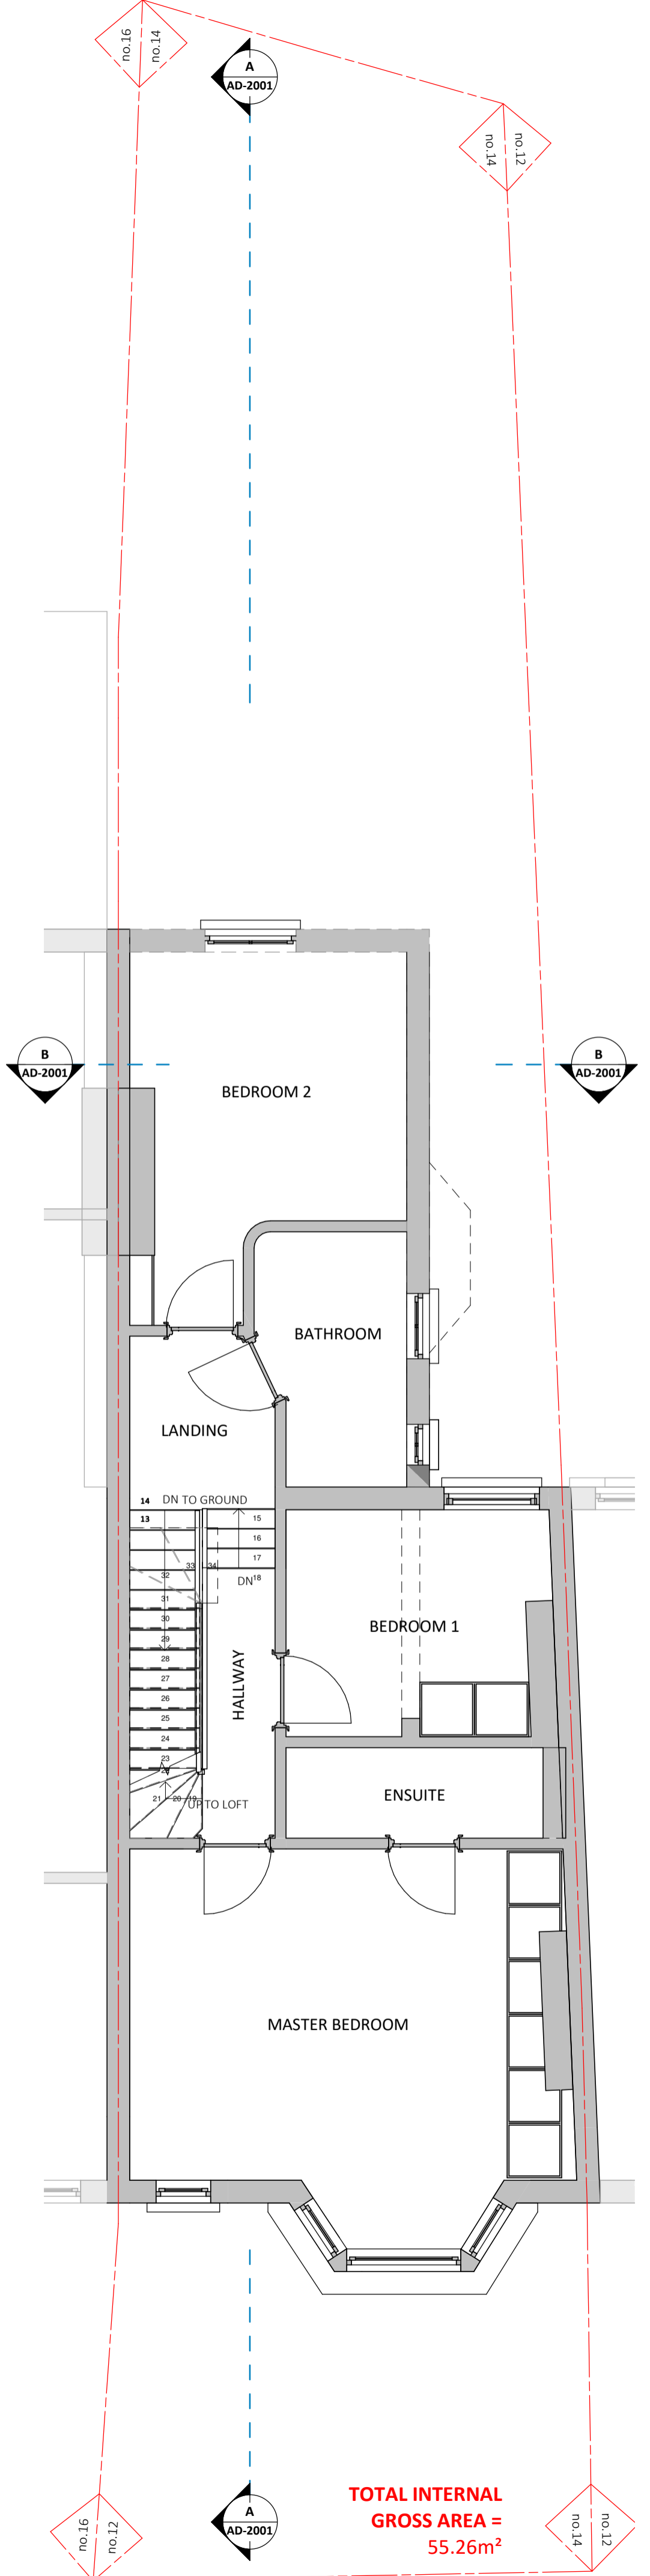 no.16
no.14
A
AD-2001
no.14
no.12
B
AD-2001
B
AD-2001
BEDROOM 2
BATHROOM
LANDING
14 DN TO GROUND
13
15
16
17
DN 18
33 34
32
31
30
29
28
27
26
25
24
23
21 20 19
UP TO LOFT
HALLWAY
BEDROOM 1
ENSUITE
MASTER BEDROOM
TOTAL INTERNAL
GROSS AREA =
55.26m²
no.16
no.12
A
AD-2001
no.14
no.12